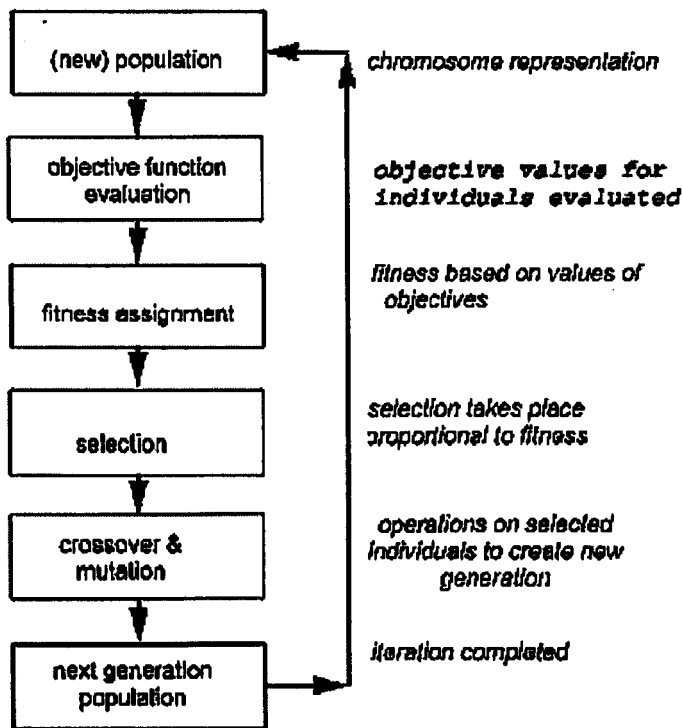 (new) population
chromosome representation
objective function
evaluation
objective values for
individuals evaluated
fitness assignment
fitness based on values of
objectives
selection
selection takes place
proportional to fitness
crossover &
mutation
operations on selected
individuals to create new
generation
next generation
population
iteration completed